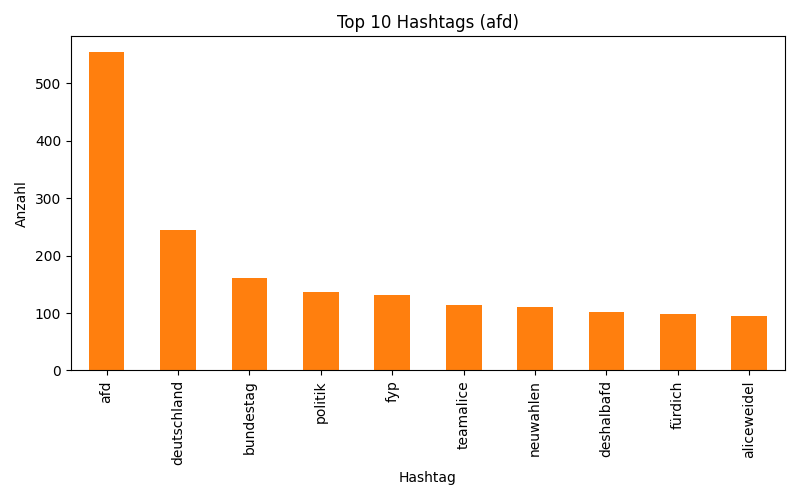 Top 10 Hashtags (afd)
Anzahl
500
400
300
200
100
0
afd
deutschland
bundestag
politik
fyp
teamalice
neuwahlen
deshalbafd
fürdich
aliceweidel
Hashtag